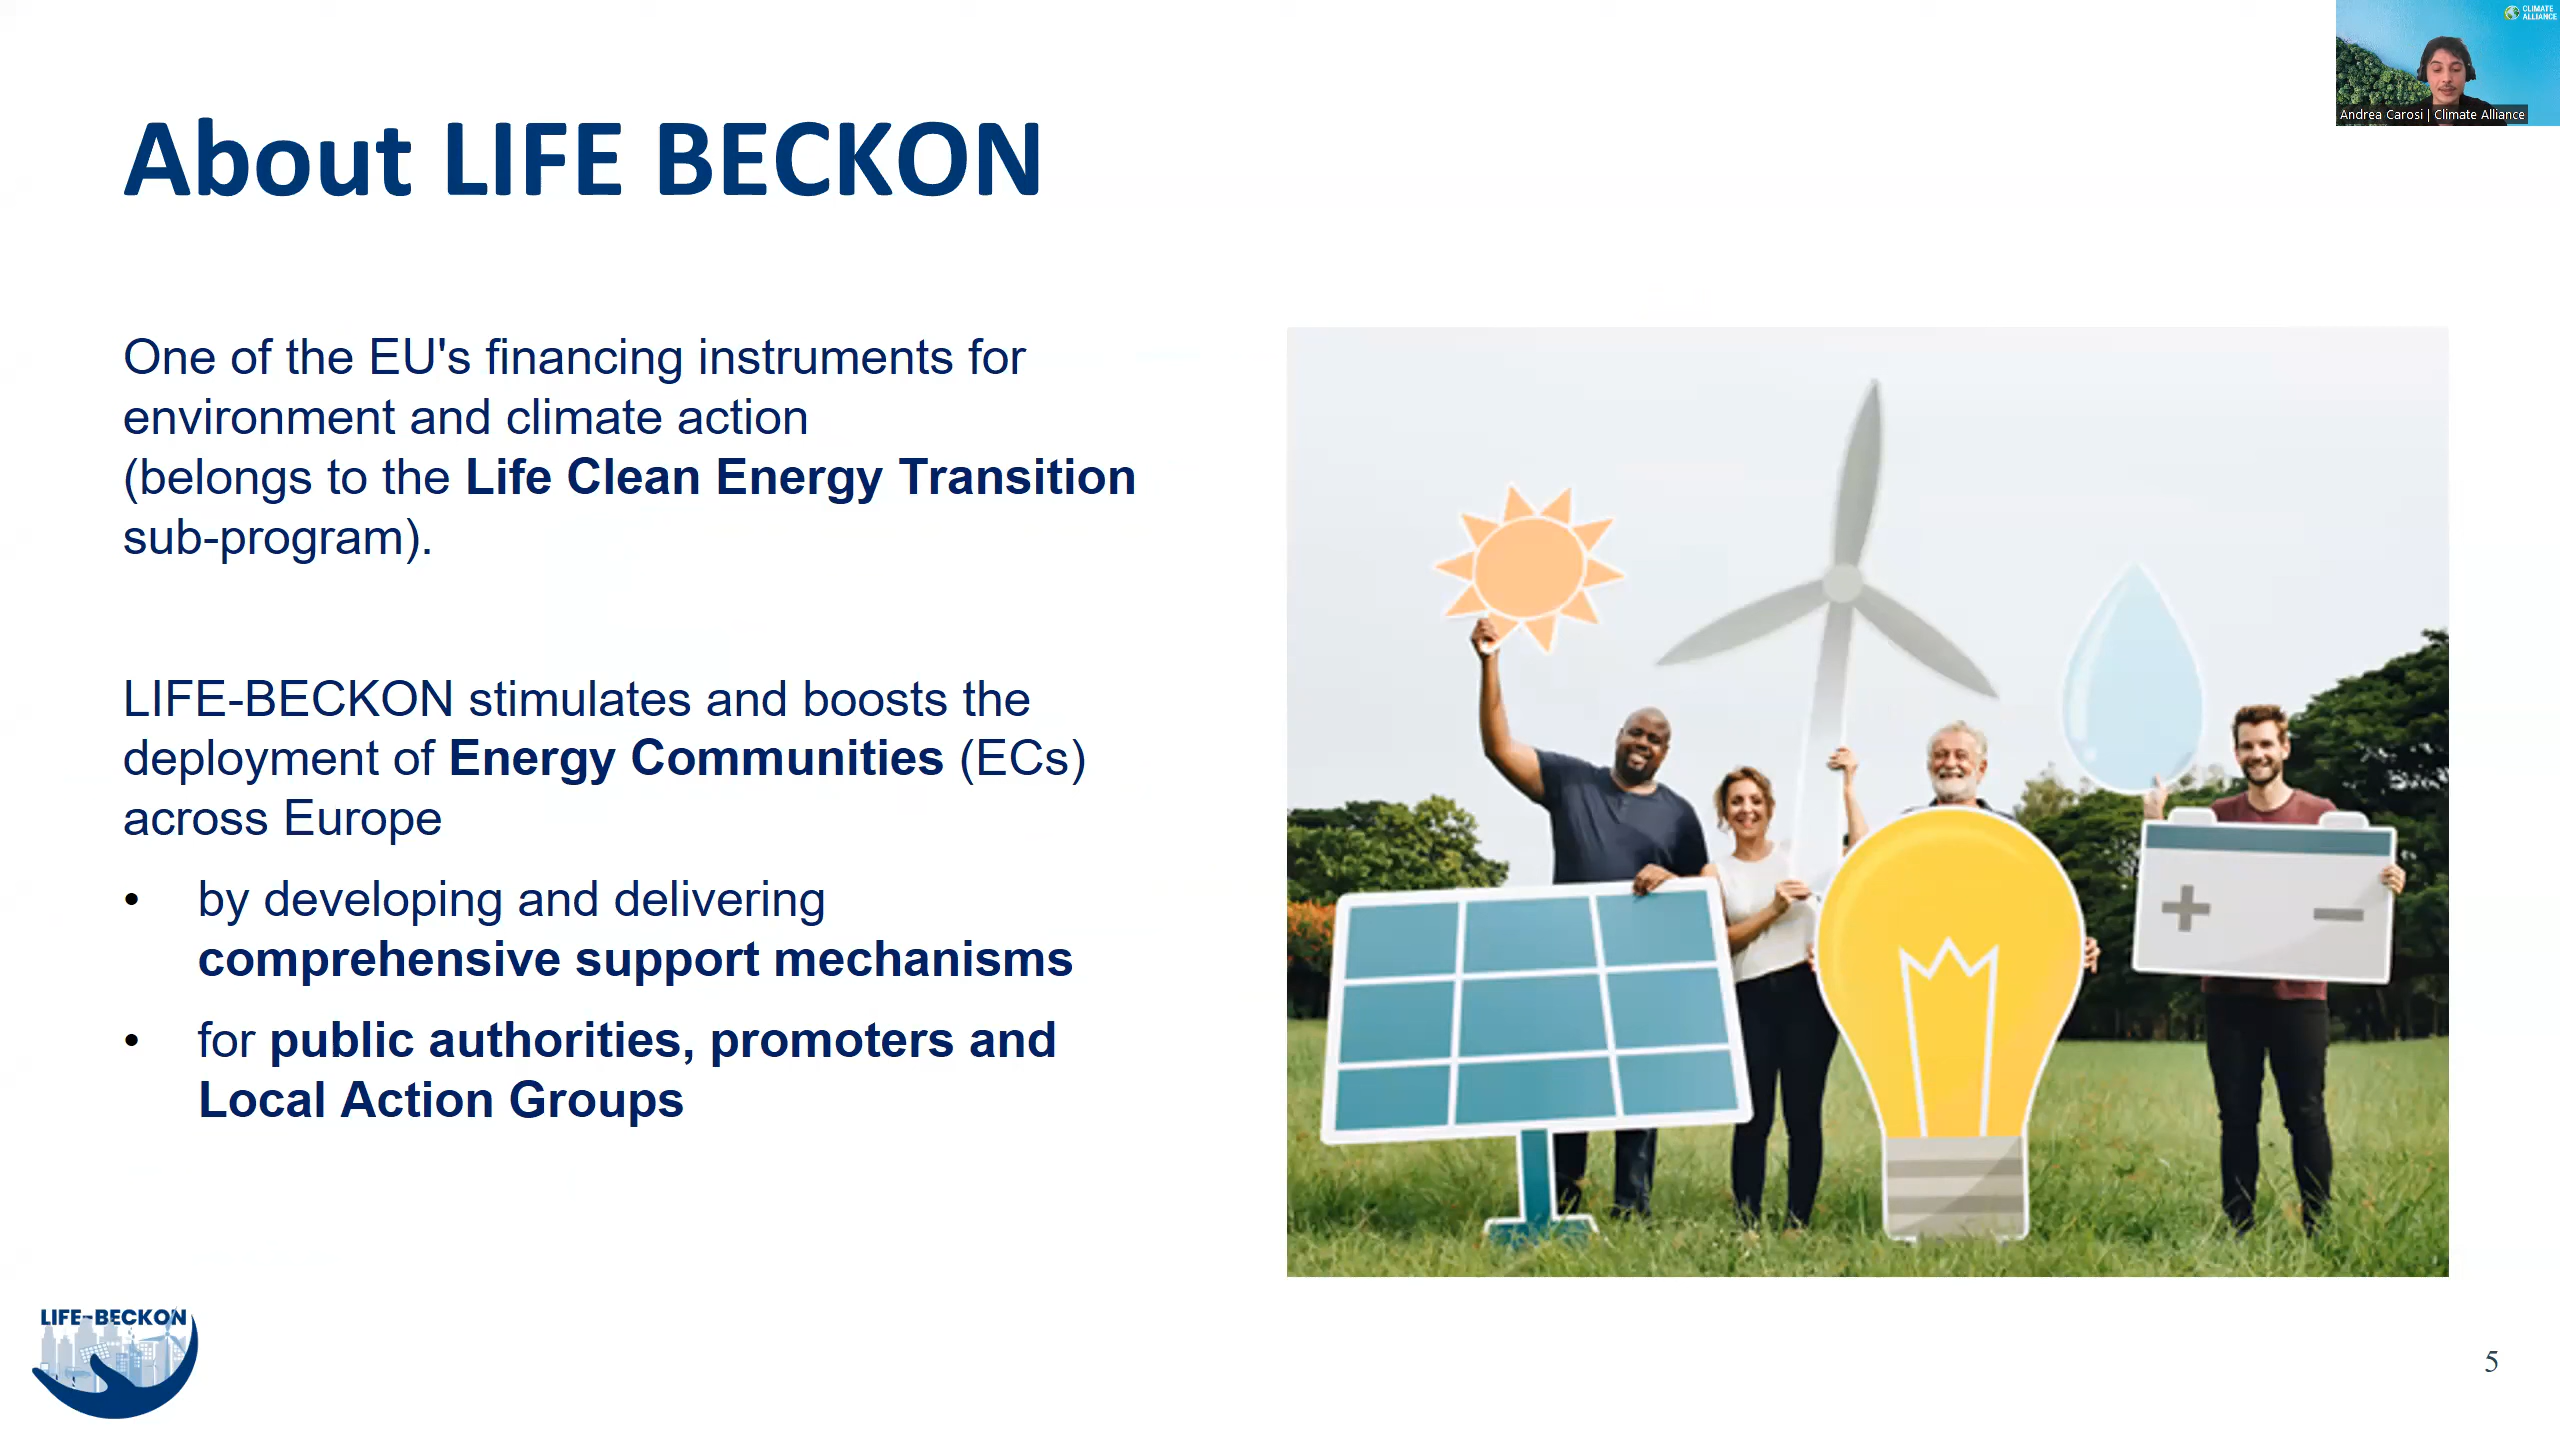 CLIMATE
ALLIANCE
Andrea Carosi | Climate Alliance
About LIFE BECKON
One of the EU's financing instruments for
environment and climate action
(belongs to the Life Clean Energy Transition
sub-program).
LIFE-BECKON stimulates and boosts the
deployment of Energy Communities (ECs)
across Europe
• by developing and delivering
comprehensive support mechanisms
• for public authorities, promoters and
Local Action Groups
+ −
LIFE-BECKON
5